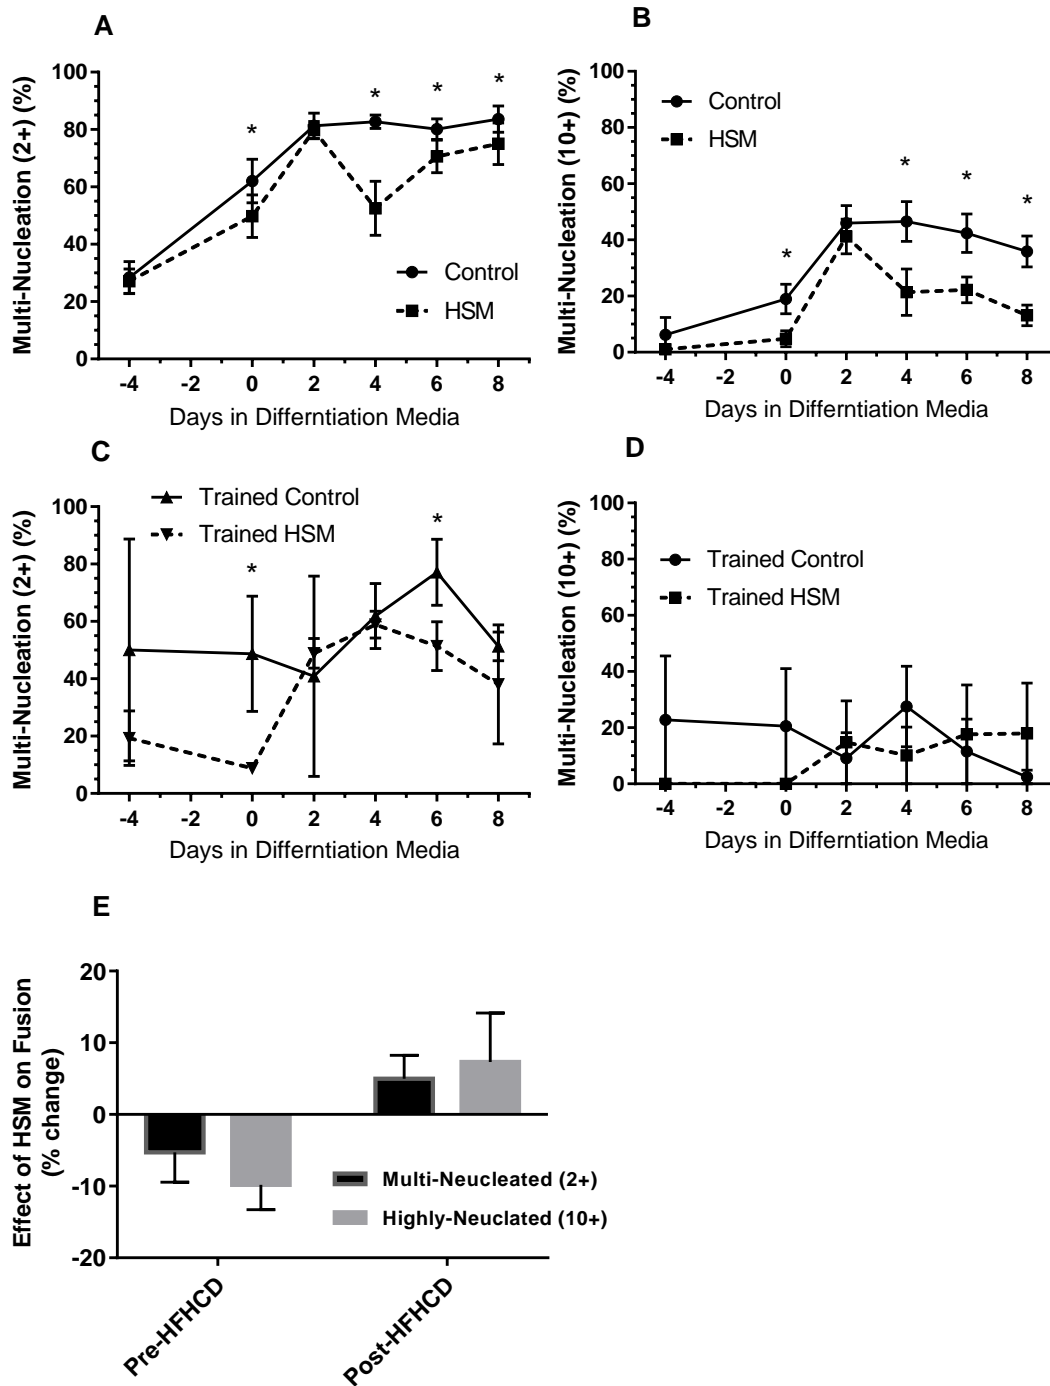 A
Multi-Nucleation (2+) (%)
100
80
60
40
20
0
* * * *
Control
HSM
-4 -2 0 2 4 6 8
Days in Differntiation Media
B
Multi-Nucleation (10+) (%)
100
80
60
40
20
0
Control
HSM
* * * *
-4 -2 0 2 4 6 8
Days in Differntiation Media
C
Multi-Nucleation (2+) (%)
100
80
60
40
20
0
Trained Control
Trained HSM
* *
-4 -2 0 2 4 6 8
Days in Differntiation Media
D
Multi-Nucleation (10+) (%)
100
80
60
40
20
0
Trained Control
Trained HSM
-4 -2 0 2 4 6 8
Days in Differntiation Media
E
Effect of HSM on Fusion
(% change)
20
10
0
-10
-20
Multi-Neucleated (2+)
Highly-Neuclated (10+)
Pre-HFHCD
Post-HFHCD